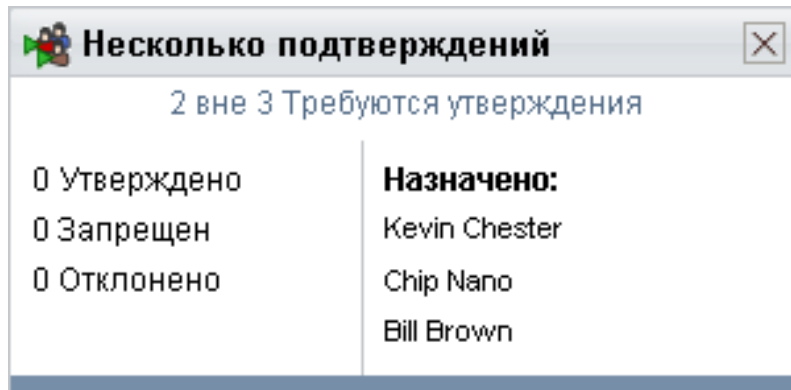 Несколько подтверждений
2 вне 3 Требуются утверждения
0 Утверждено
0 Запрещен
0 Отклонено
Назначено:
Kevin Chester
Chip Nano
Bill Brown